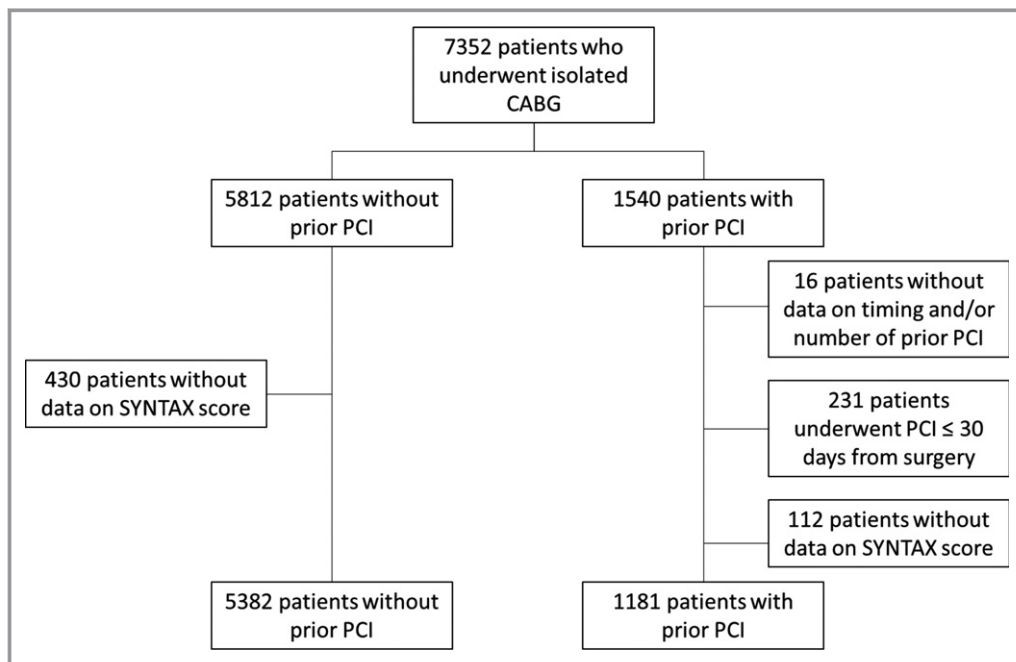 7352 patients who
underwent isolated
CABG
5812 patients without
prior PCI
1540 patients with
prior PCI
16 patients without
data on timing and/or
number of prior PCI
430 patients without
data on SYNTAX score
231 patients
underwent PCI ≤ 30
days from surgery
112 patients without
data on SYNTAX score
5382 patients without
prior PCI
1181 patients with
prior PCI